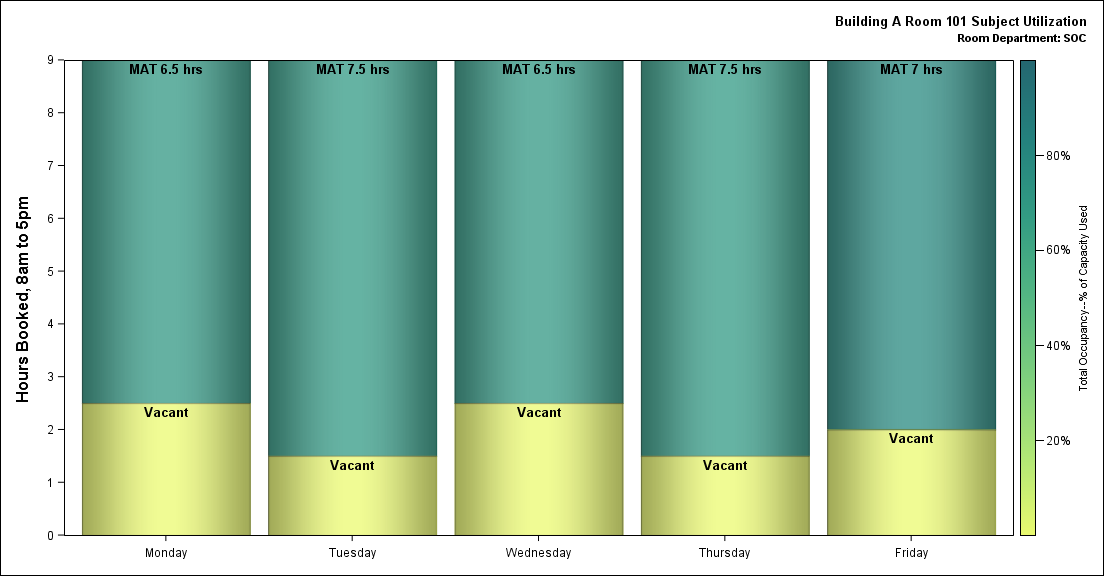 Building A Room 101 Subject Utilization
Room Department: SOC
Hours Booked, 8am to 5pm
9
8
7
6
5
4
3
2
1
0
MAT 6.5 hrs
MAT 7.5 hrs
MAT 6.5 hrs
MAT 7.5 hrs
MAT 7 hrs
Vacant
Vacant
Vacant
Vacant
Vacant
Monday
Tuesday
Wednesday
Thursday
Friday
80%
60%
40%
20%
Total Occupancy--% of Capacity Used